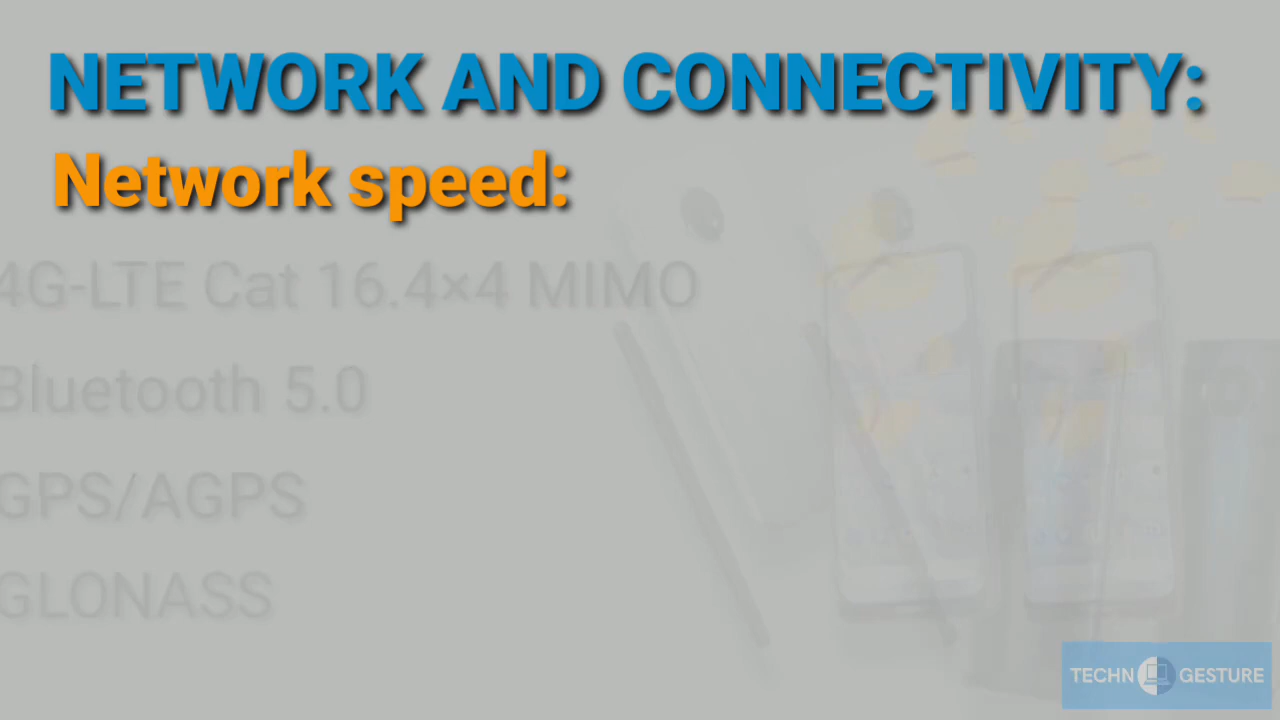 NETWORK AND CONNECTIVITY:
Network speed:
4G-LTE Cat 16.4×4 MIMO
Bluetooth 5.0
GPS/AGPS
GLONASS
TECHN GESTURE